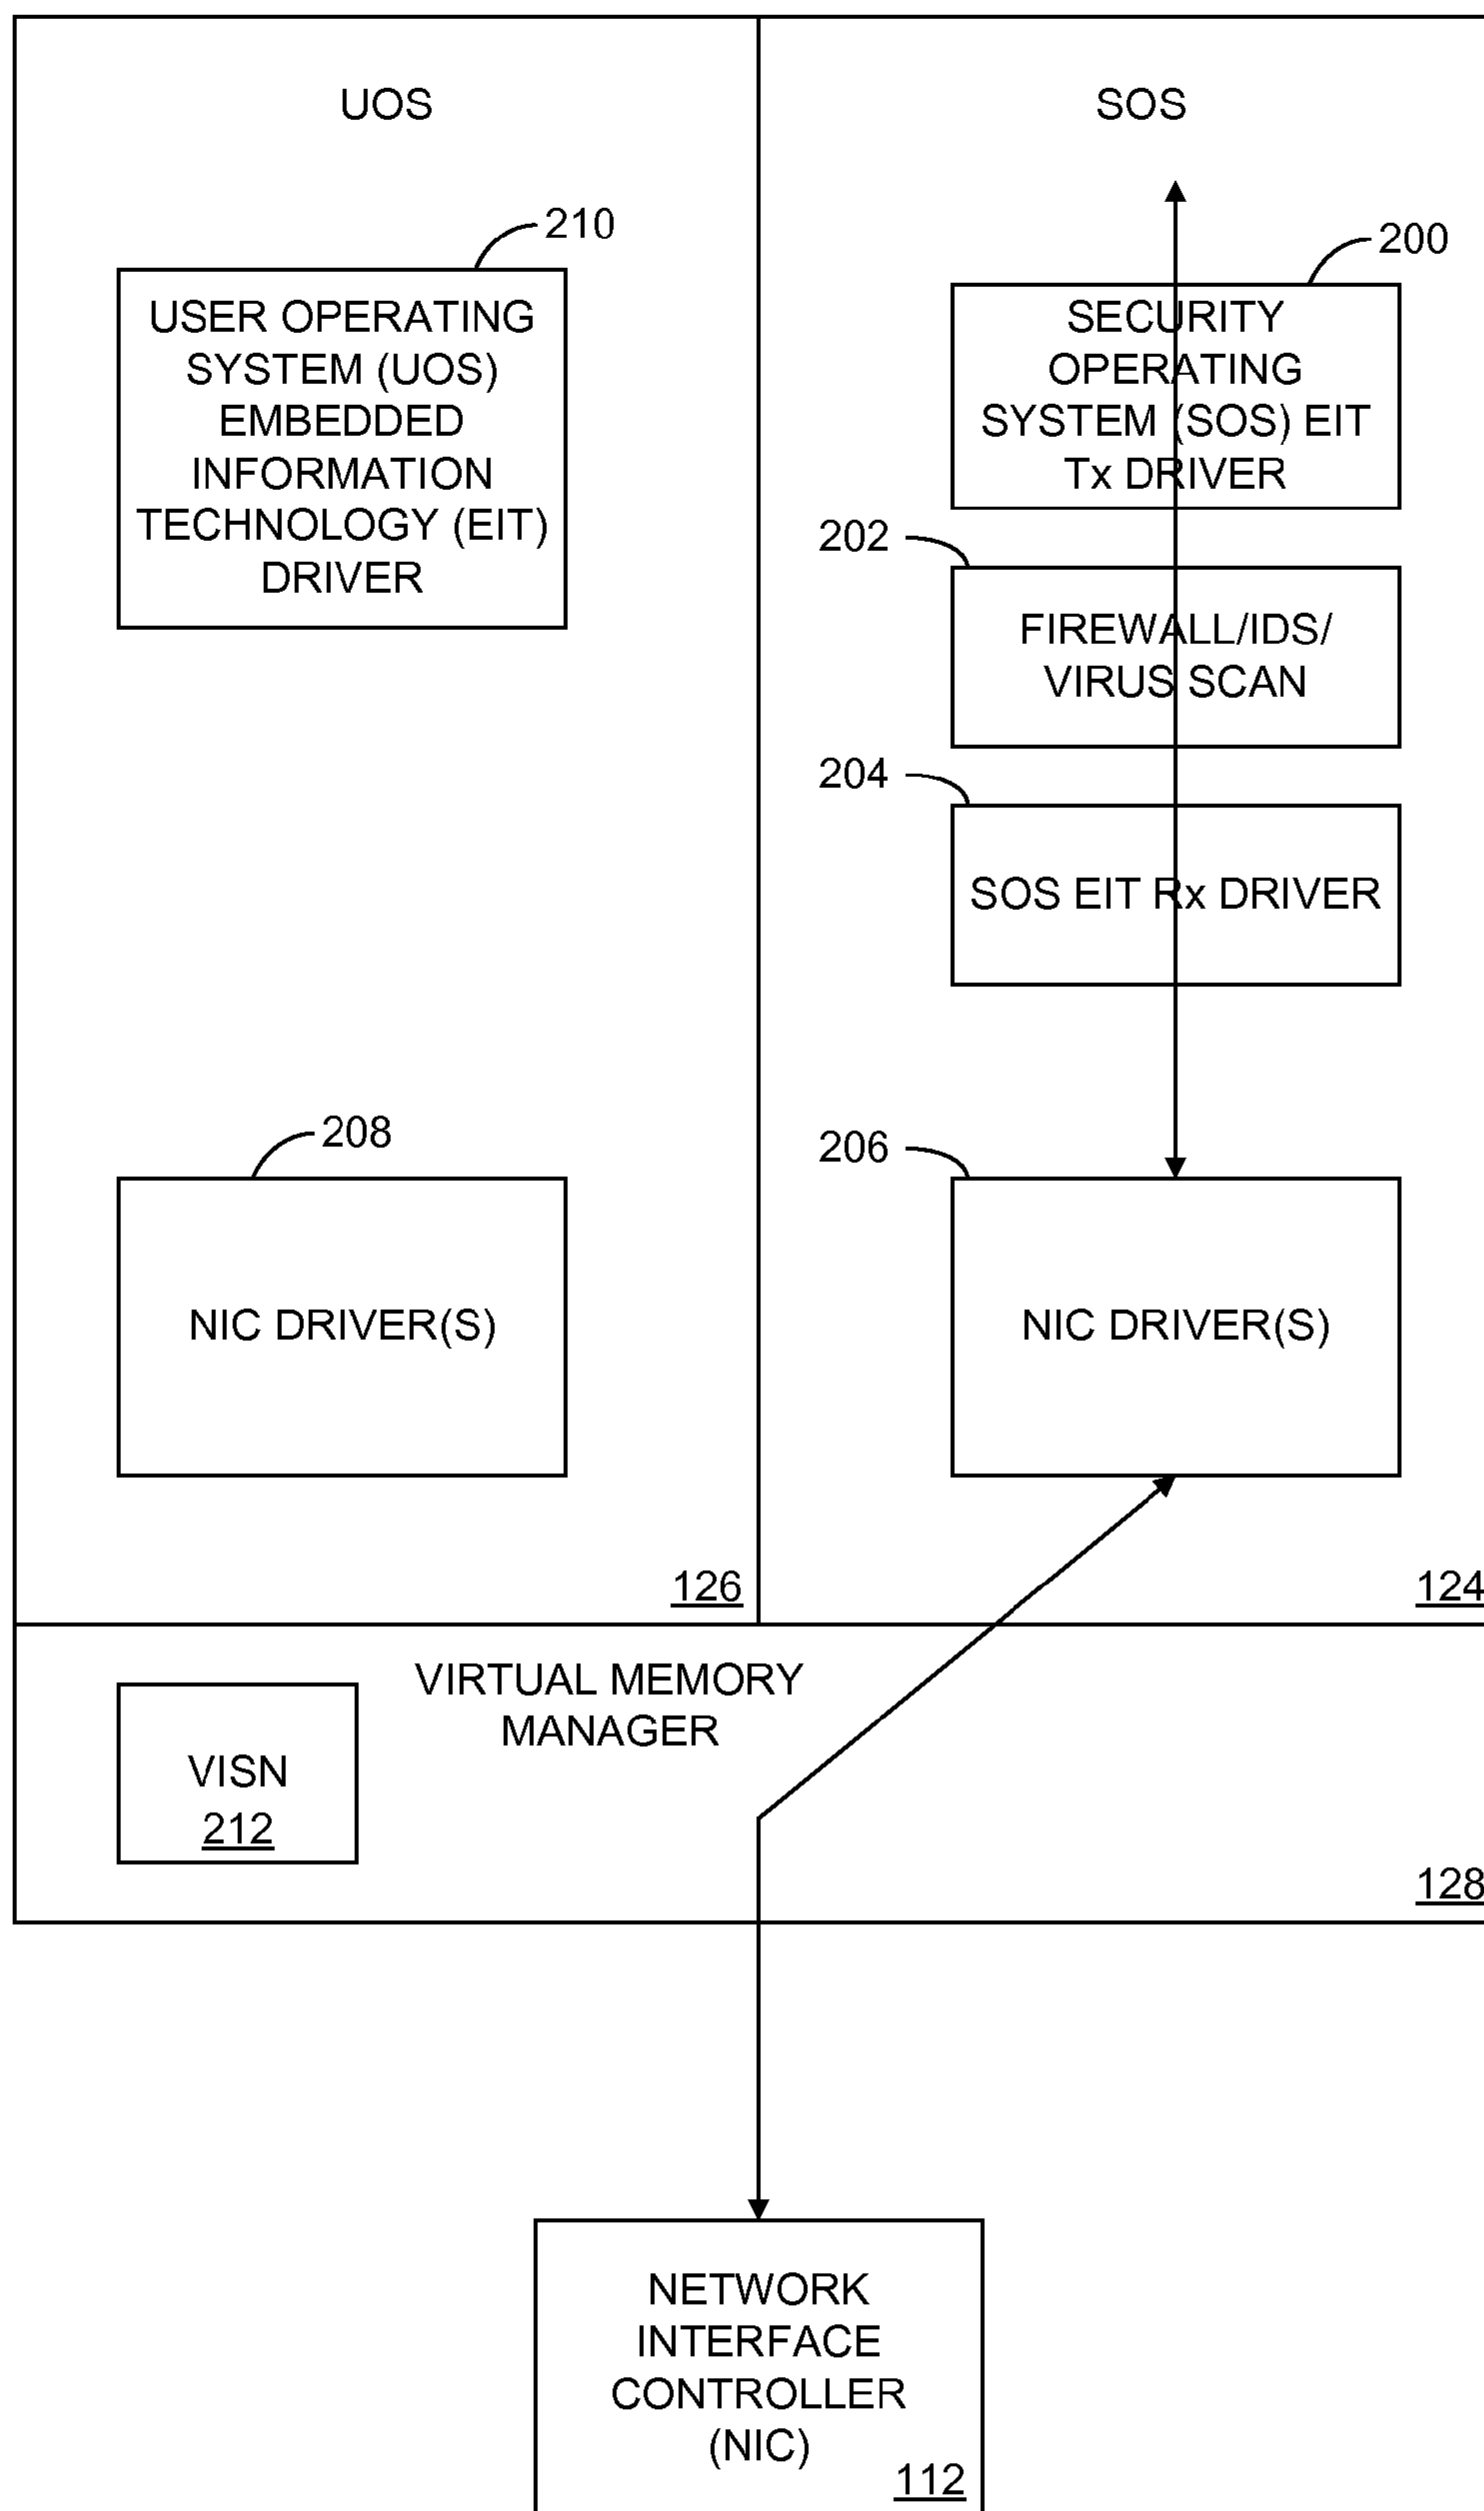 UOS
210
USER OPERATING
SYSTEM (UOS)
EMBEDDED
INFORMATION
TECHNOLOGY (EIT)
DRIVER
208
NIC DRIVER(S)
126
SOS
200
SECURITY
OPERATING
SYSTEM (SOS) EIT
Tx DRIVER
202
FIREWALL/IDS/
VIRUS SCAN
204
SOS EIT Rx DRIVER
206
NIC DRIVER(S)
124
VIRTUAL MEMORY
MANAGER
VISN
212
128
NETWORK
INTERFACE
CONTROLLER
(NIC)
112